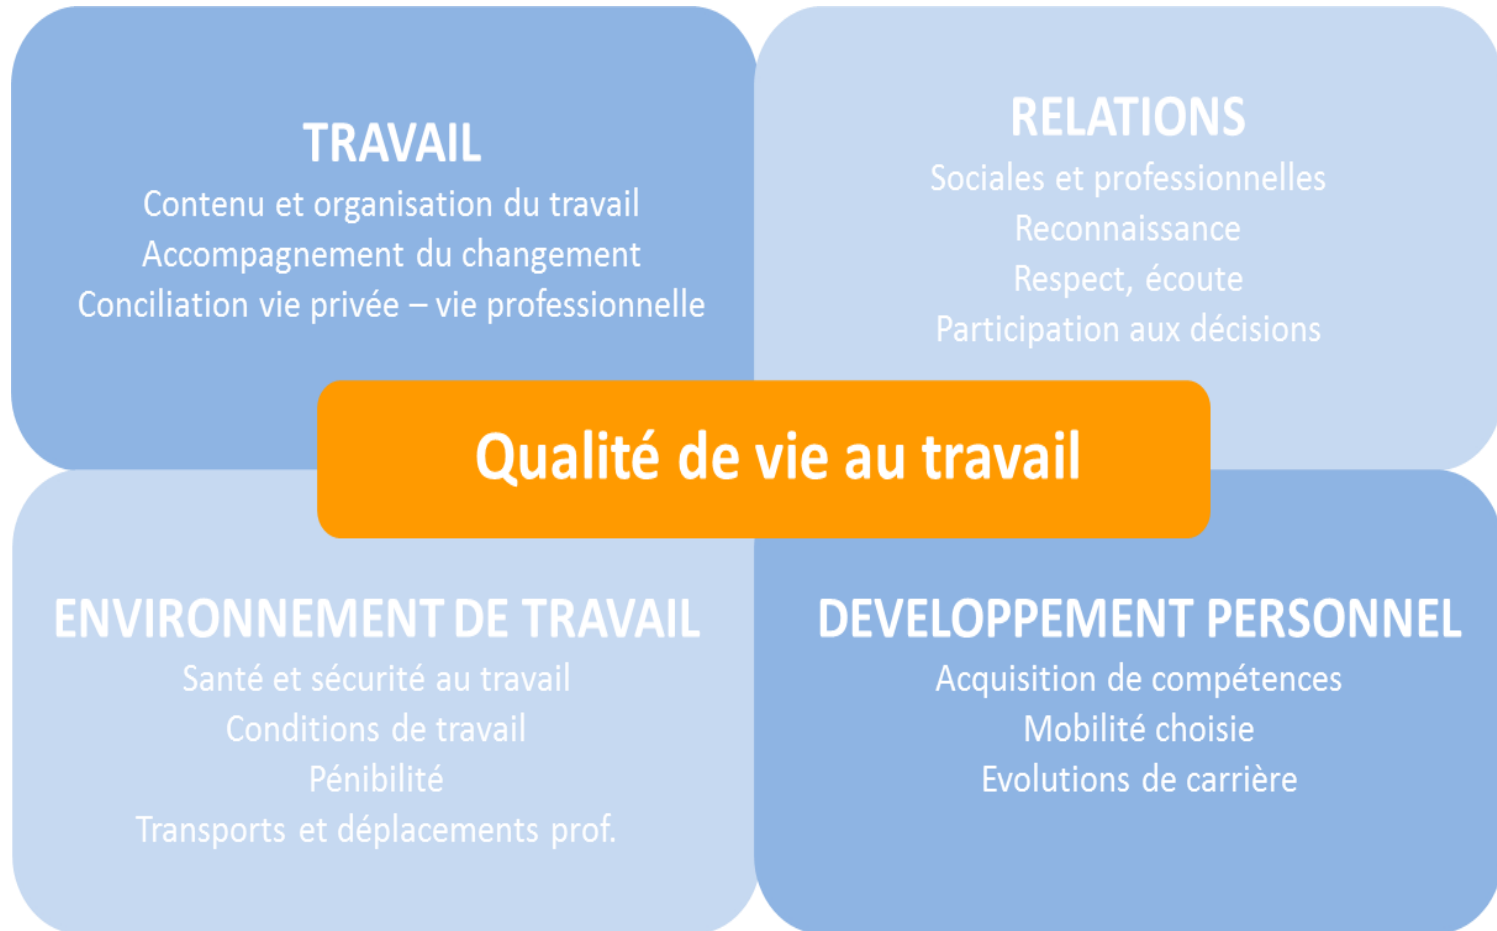 TRAVAIL
Contenu et organisation du travail
Accompagnement du changement
Conciliation vie privée – vie professionnelle
RELATIONS
Sociales et professionnelles
Reconnaissance
Respect, écoute
Participation aux décisions
Qualité de vie au travail
ENVIRONNEMENT DE TRAVAIL
Santé et sécurité au travail
Conditions de travail
Pénibilité
Transports et déplacements prof.
DEVELOPPEMENT PERSONNEL
Acquisition de compétences
Mobilité choisie
Evolutions de carrière